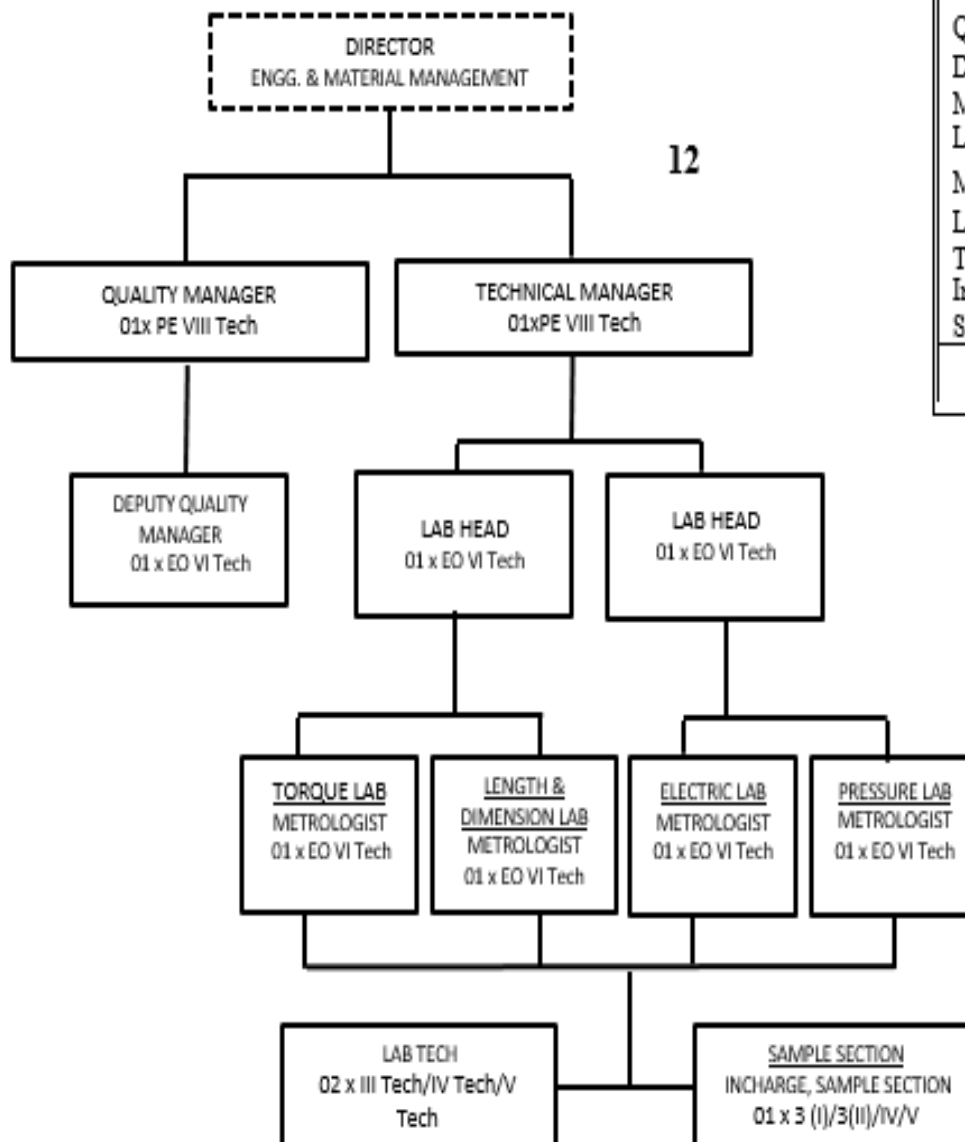 DIRECTOR
ENGG. & MATERIAL MANAGEMENT
12
QUALITY MANAGER
01x PE VIII Tech
TECHNICAL MANAGER
01xPE VIII Tech
DEPUTY QUALITY
MANAGER
01 x EO VI Tech
LAB HEAD
01 x EO VI Tech
LAB HEAD
01 x EO VI Tech
TORQUE LAB
METROLOGIST
01 x EO VI Tech
LENGTH &
DIMENSION LAB
METROLOGIST
01 x EO VI Tech
ELECTRIC LAB
METROLOGIST
01 x EO VI Tech
PRESSURE LAB
METROLOGIST
01 x EO VI Tech
LAB TECH
02 x III Tech/IV Tech/V
Tech
SAMPLE SECTION
INCHARGE, SAMPLE SECTION
01 x 3 (I)/3(II)/IV/V